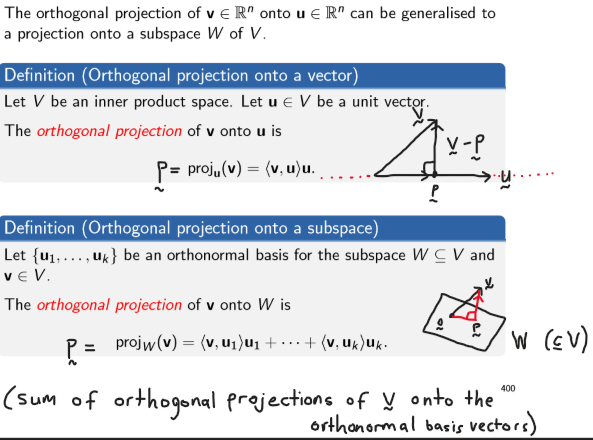 The orthogonal projection of v ∈ ℝⁿ onto u ∈ ℝⁿ can be generalised to
a projection onto a subspace W of V.
Definition (Orthogonal projection onto a vector)
Let V be an inner product space. Let u ∈ V be a unit vector.
The orthogonal projection of v onto u is
p = proj_u(v) = ⟨v, u⟩u.
v
v - p
u
p
Definition (Orthogonal projection onto a subspace)
Let {u₁, . . . , uₖ} be an orthonormal basis for the subspace W ⊆ V and
v ∈ V.
The orthogonal projection of v onto W is
p = proj_W(v) = ⟨v, u₁⟩u₁ + · · · + ⟨v, uₖ⟩uₖ.
v
0
p
W (⊆ V)
400
(sum of orthogonal projections of v onto the
orthonormal basis vectors)